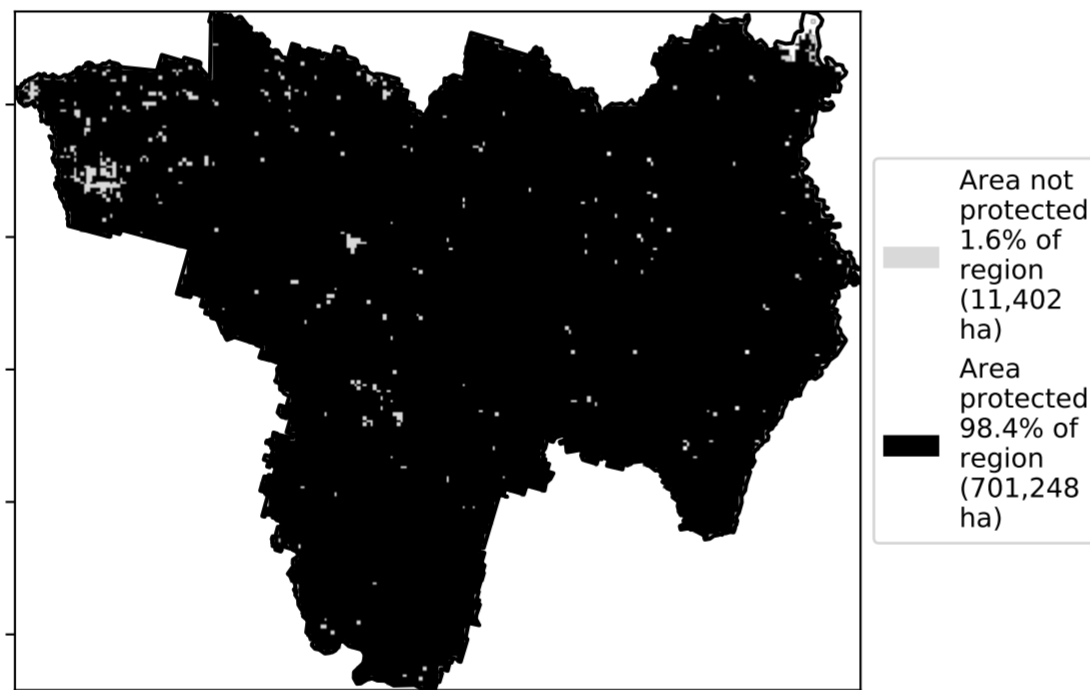 Area not
protected
1.6% of
region
(11,402
ha)
Area
protected
98.4% of
region
(701,248
ha)